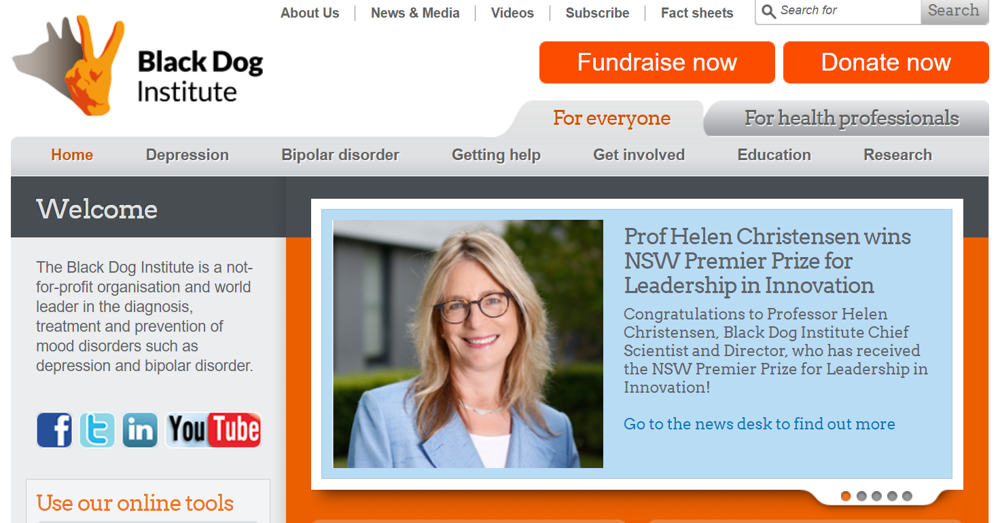 About Us
News & Media
Videos
Subscribe
Fact sheets
Search for
Search
Black Dog
Institute
Fundraise now
Donate now
For everyone
For health professionals
Home
Depression
Bipolar disorder
Getting help
Get involved
Education
Research
Welcome
The Black Dog Institute is a not-
for-profit organisation and world
leader in the diagnosis,
treatment and prevention of
mood disorders such as
depression and bipolar disorder.
f
t
in
YouTube
Use our online tools
Prof Helen Christensen wins
NSW Premier Prize for
Leadership in Innovation
Congratulations to Professor Helen
Christensen, Black Dog Institute Chief
Scientist and Director, who has received
the NSW Premier Prize for Leadership in
Innovation!
Go to the news desk to find out more